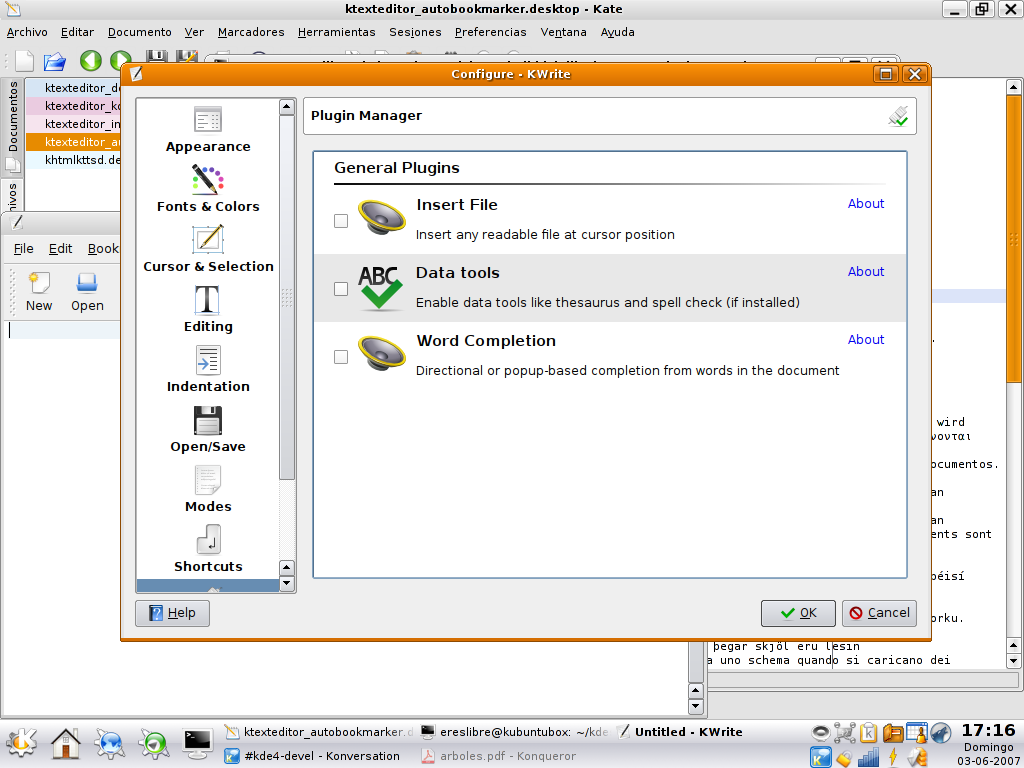 ktexteditor_autobookmarker.desktop - Kate
Archivo Editar Documento Ver Marcadores Herramientas Sesiones Preferencias Ventana Ayuda
Configure - KWrite
Documentos
ktexteditor_de
ktexteditor_ko
ktexteditor_in
ktexteditor_au
khtmlkttsd.de
File Edit Book
New Open
Appearance
Fonts & Colors
Cursor & Selection
Editing
Indentation
Open/Save
Modes
Shortcuts
Plugin Manager
General Plugins
Insert File
About
Insert any readable file at cursor position
Data tools
About
Enable data tools like thesaurus and spell check (if installed)
Word Completion
About
Directional or popup-based completion from words in the document
Help
OK
Cancel
wird
νονται
ocumentos.
an
an
ents sont
péisí
orku.
þegar skjöl eru lesin
a uno schema quando si caricano dei
ktexteditor_autobookmarker.d
ereslibre@kubuntubox: ~/kde
Untitled - KWrite
#kde4-devel - Konversation
arboles.pdf - Konqueror
17:16
Domingo
03-06-2007